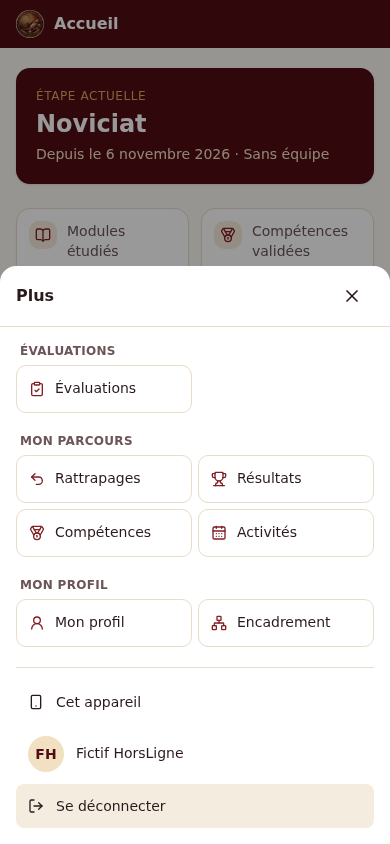 Accueil
ÉTAPE ACTUELLE
Noviciat
Depuis le 6 novembre 2026 · Sans équipe
Modules
étudiés
Compétences
validées
Plus
ÉVALUATIONS
Évaluations
MON PARCOURS
Rattrapages
Résultats
Compétences
Activités
MON PROFIL
Mon profil
Encadrement
Cet appareil
FH
Fictif HorsLigne
Se déconnecter